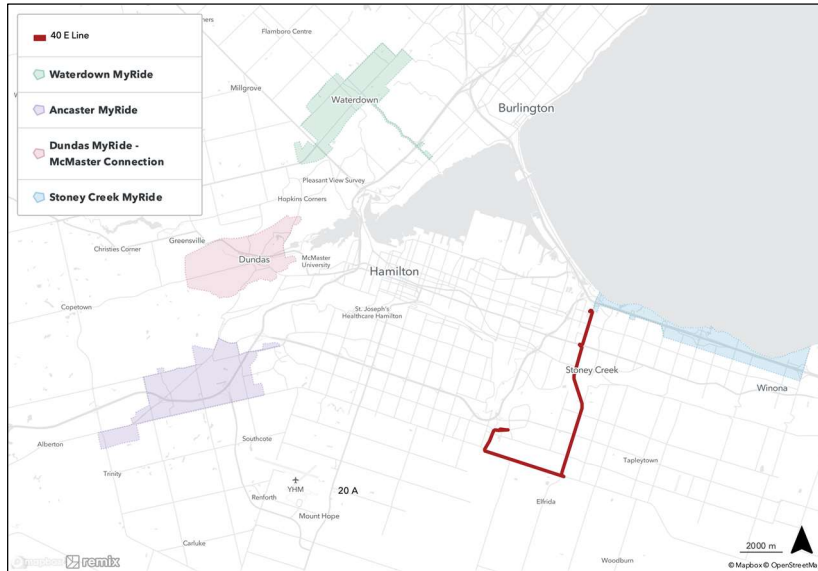 40 E Line
Waterdown MyRide
Ancaster MyRide
Dundas MyRide -
McMaster Connection
Stoney Creek MyRide
Flamboro Centre
Millgrove
Waterdown
Burlington
Pleasant View Survey
Hopkins Corners
Greensville
Christies Corner
Dundas
McMaster
University
Hamilton
Copetown
St. Joseph's
Healthcare Hamilton
Stoney Creek
Winona
Alberton
Southcote
Trinity
Tapleytown
YHM
20 A
Renforth
Elfrida
Mount Hope
Carluke
Woodburn
2000 m
mapbox remix
© Mapbox © OpenStreetMa